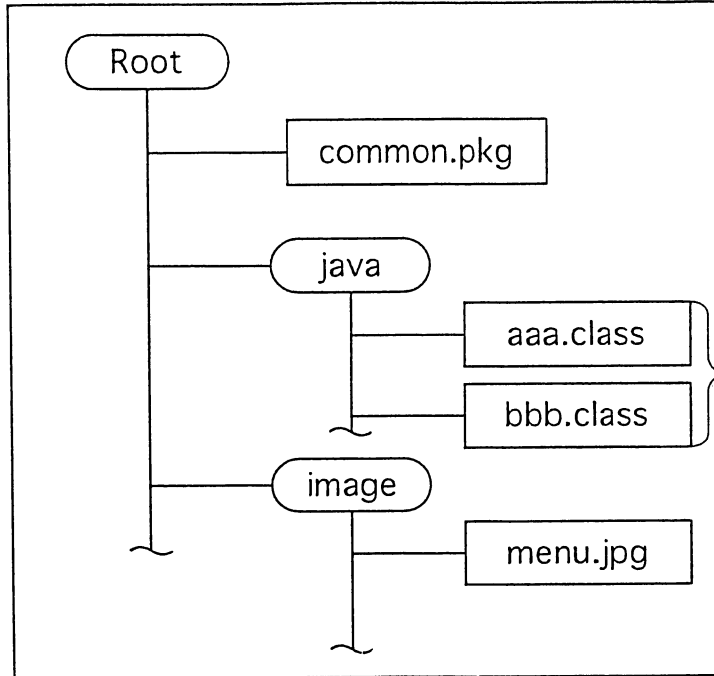 Root
common.pkg
java
aaa.class
bbb.class
image
menu.jpg